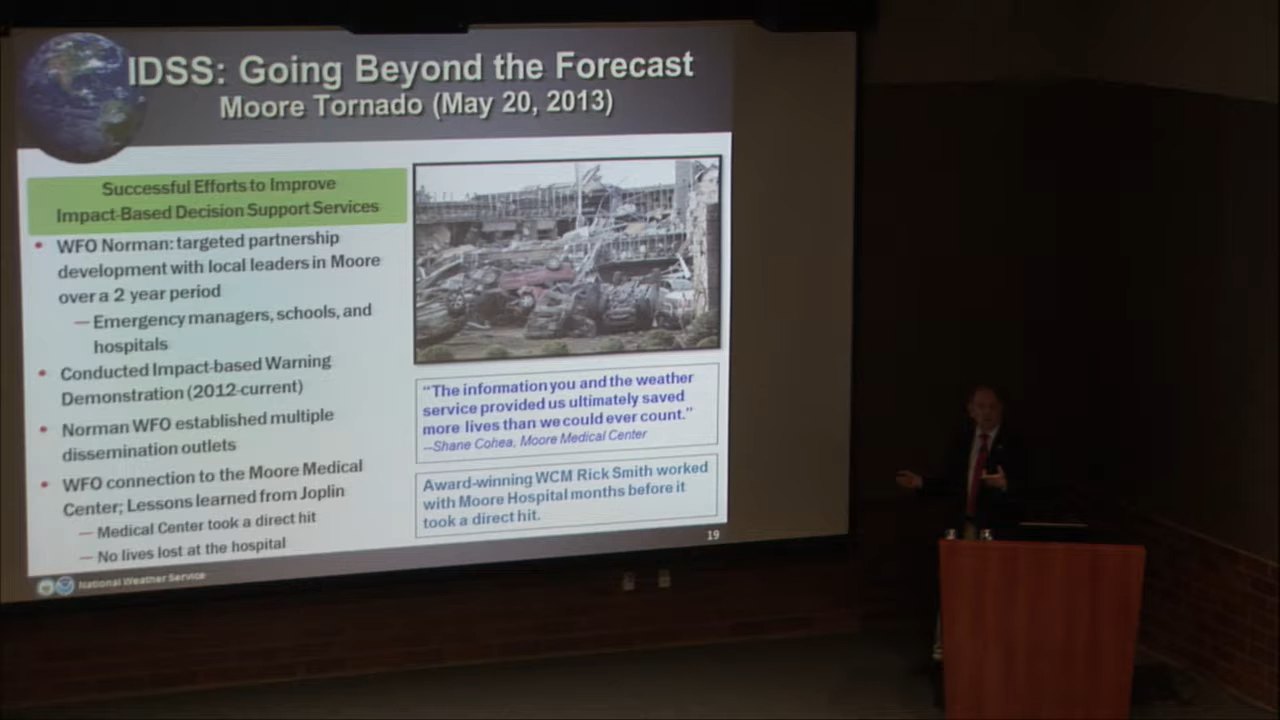 IDSS: Going Beyond the Forecast
Moore Tornado (May 20, 2013)
Successful Efforts to Improve
Impact-Based Decision Support Services
• WFO Norman: targeted partnership
development with local leaders in Moore
over a 2 year period
— Emergency managers, schools, and
hospitals
• Conducted Impact-based Warning
Demonstration (2012-current)
• Norman WFO established multiple
dissemination outlets
• WFO connection to the Moore Medical
Center; Lessons learned from Joplin
— Medical Center took a direct hit
— No lives lost at the hospital
“The information you and the weather
service provided us ultimately saved
more lives than we could ever count.”
--Shane Cohea, Moore Medical Center
Award-winning WCM Rick Smith worked
with Moore Hospital months before it
took a direct hit.
19
National Weather Service